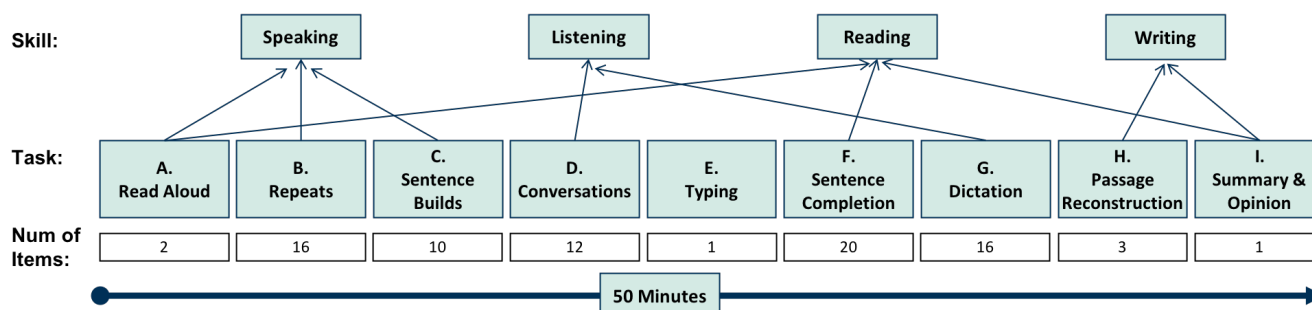 Skill:
Speaking
Listening
Reading
Writing
Task:
A.
Read Aloud
B.
Repeats
C.
Sentence
Builds
D.
Conversations
E.
Typing
F.
Sentence
Completion
G.
Dictation
H.
Passage
Reconstruction
I.
Summary &
Opinion
Num of
Items:
2
16
10
12
1
20
16
3
1
50 Minutes